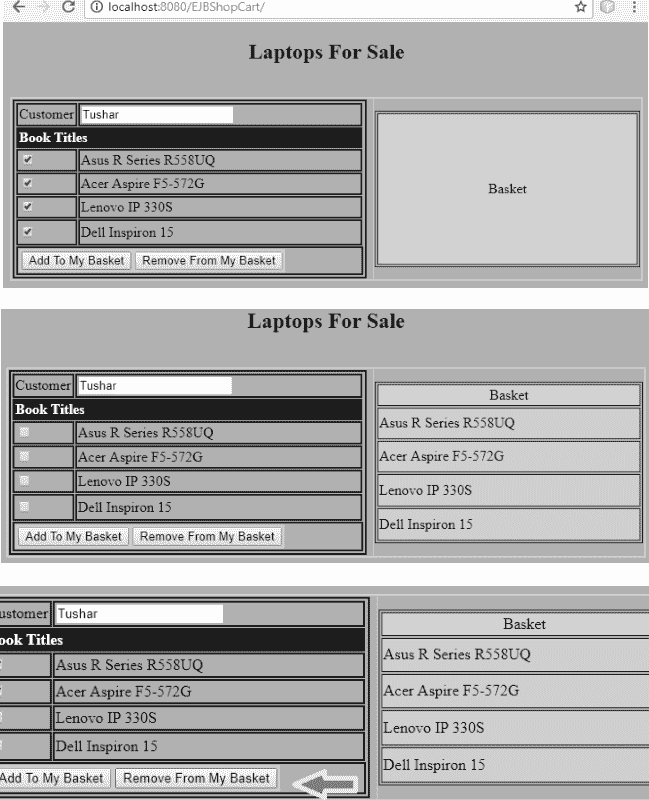 localhost:8080/EJBShopCart/
Laptops For Sale
Customer Tushar
Book Titles
Asus R Series R558UQ
Acer Aspire F5-572G
Lenovo IP 330S
Dell Inspiron 15
Add To My Basket Remove From My Basket
Basket
Laptops For Sale
Customer Tushar
Book Titles
Asus R Series R558UQ
Acer Aspire F5-572G
Lenovo IP 330S
Dell Inspiron 15
Add To My Basket Remove From My Basket
Basket
Asus R Series R558UQ
Acer Aspire F5-572G
Lenovo IP 330S
Dell Inspiron 15
ustomer Tushar
ook Titles
Asus R Series R558UQ
Acer Aspire F5-572G
Lenovo IP 330S
Dell Inspiron 15
Add To My Basket Remove From My Basket
Basket
Asus R Series R558UQ
Acer Aspire F5-572G
Lenovo IP 330S
Dell Inspiron 15